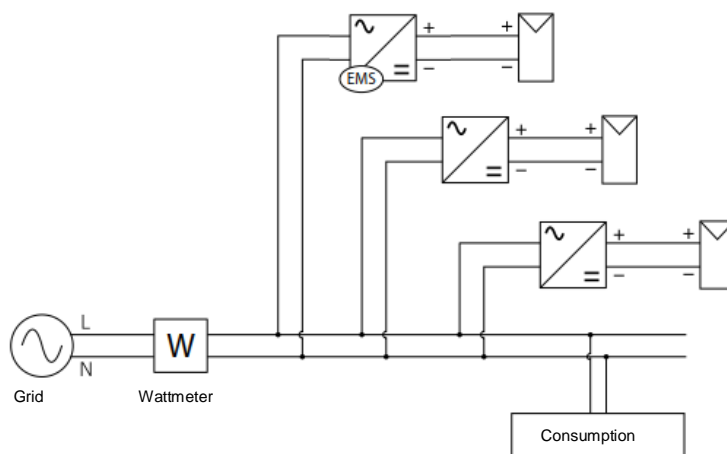 + +
EMS
− −
+ +
− −
+ +
− −
L
W
N
Grid
Wattmeter
Consumption